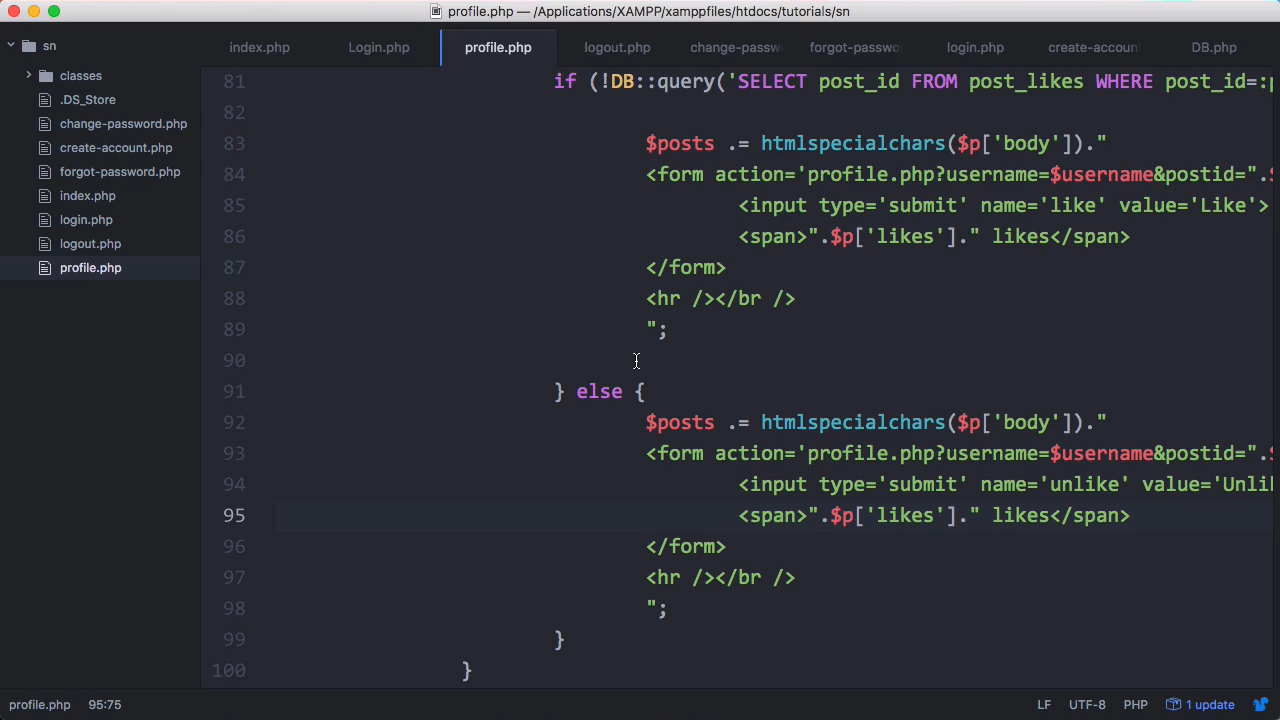 profile.php — /Applications/XAMPP/xamppfiles/htdocs/tutorials/sn
sn
classes
.DS_Store
change-password.php
create-account.php
forgot-password.php
index.php
login.php
logout.php
profile.php
index.php Login.php profile.php logout.php change-passw forgot-passwo login.php create-accoun DB.php
81 if (!DB::query('SELECT post_id FROM post_likes WHERE post_id=:p
82
83 $posts .= htmlspecialchars($p['body'])."
84 <form action='profile.php?username=$username&postid=".$
85 <input type='submit' name='like' value='Like'>
86 <span>".$p['likes']." likes</span>
87 </form>
88 <hr /></br />
89 ";
90
91 } else {
92 $posts .= htmlspecialchars($p['body'])."
93 <form action='profile.php?username=$username&postid=".$
94 <input type='submit' name='unlike' value='Unli
95 <span>".$p['likes']." likes</span>
96 </form>
97 <hr /></br />
98 ";
99 }
100 }
profile.php 95:75 LF UTF-8 PHP 1 update